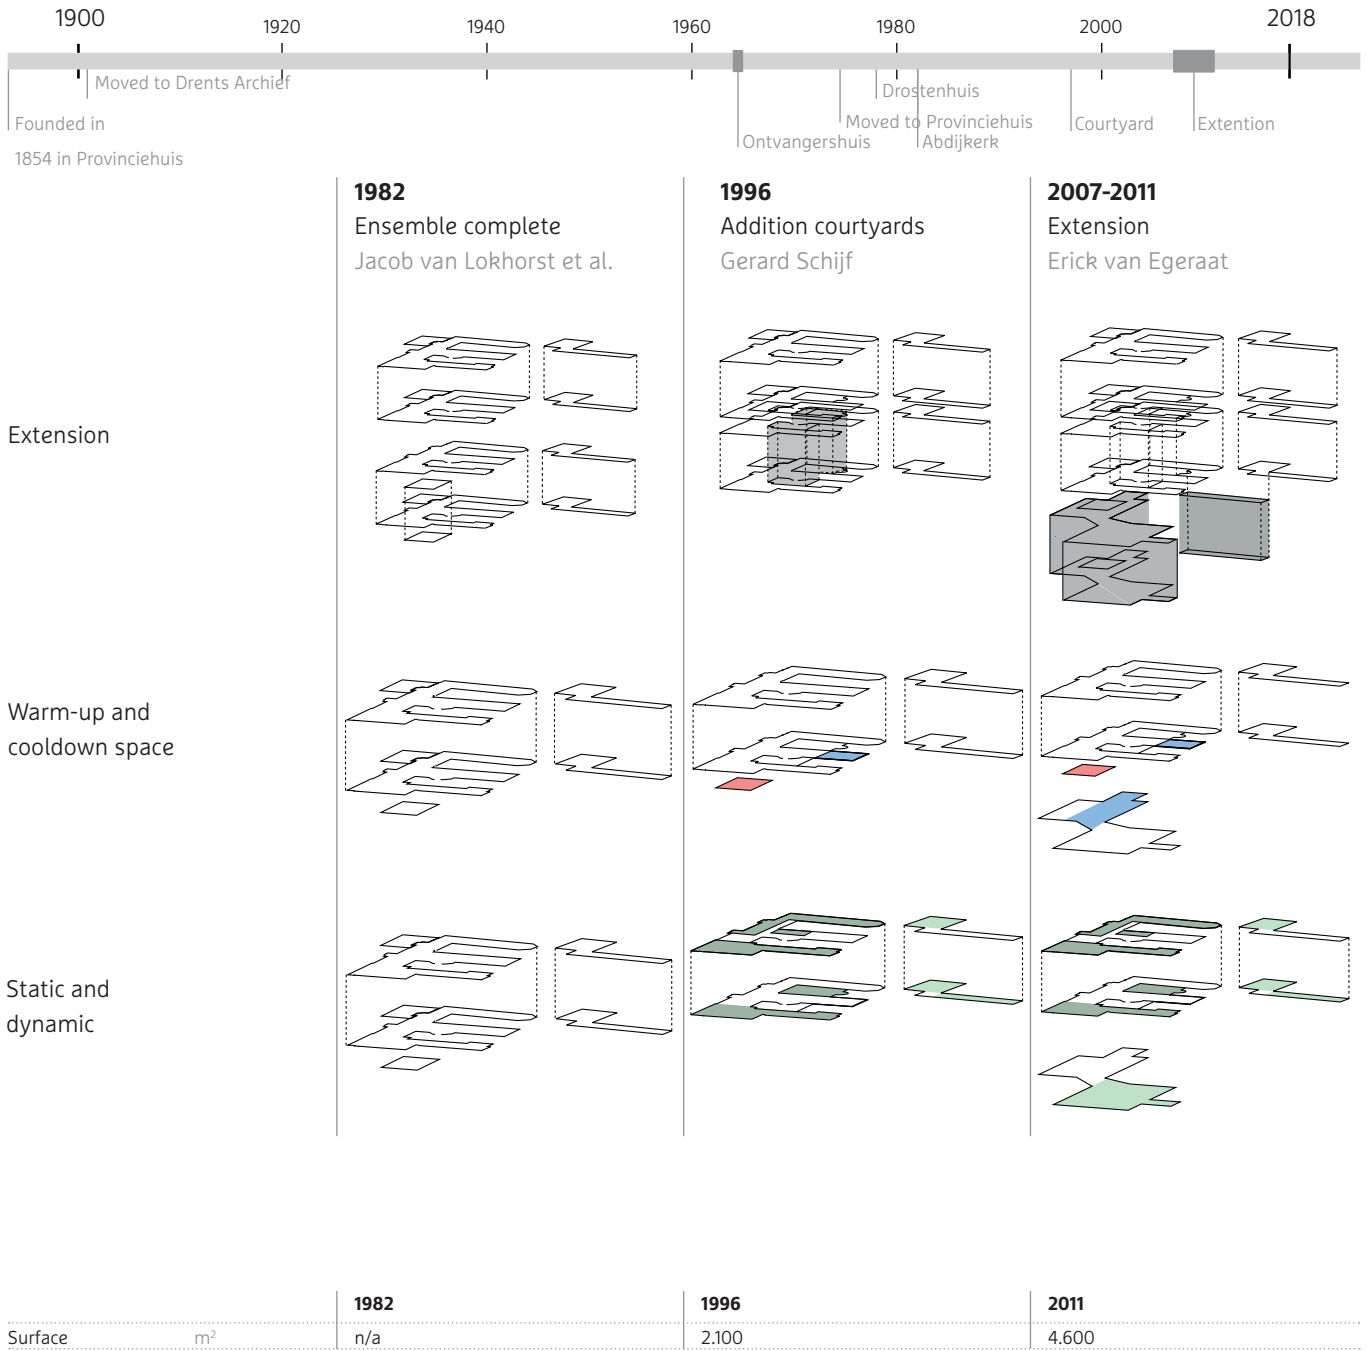 1900
1920
1940
1960
1980
2000
2018
Moved to Drents Archief
Drostenhuis
Founded in
Moved to Provinciehuis
Courtyard
Extention
Ontvangershuis
Abdijkerk
1854 in Provinciehuis
1982
Ensemble complete
Jacob van Lokhorst et al.
1996
Addition courtyards
Gerard Schijf
2007-2011
Extension
Erick van Egeraat
Extension
Warm-up and
cooldown space
Static and
dynamic
1982
1996
2011
Surface m²
n/a
2.100
4.600